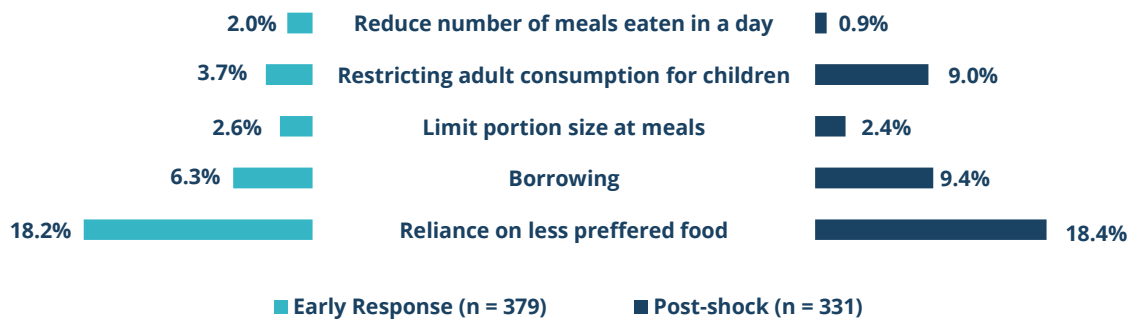 2.0% Reduce number of meals eaten in a day 0.9%
3.7% Restricting adult consumption for children 9.0%
2.6% Limit portion size at meals 2.4%
6.3% Borrowing 9.4%
18.2% Reliance on less preffered food 18.4%
Early Response (n = 379) Post-shock (n = 331)